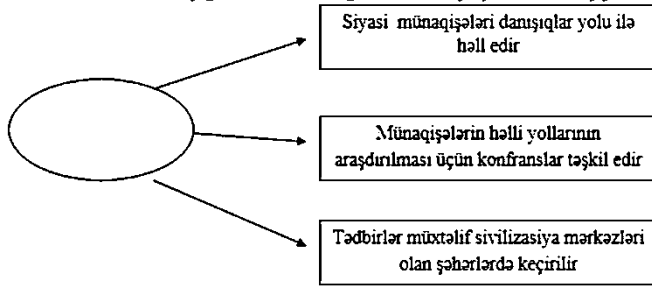 Siyasi münaqişələri danışıqlar yolu ilə
həll edir
Münaqişələrin həlli yollarının
araşdırılması üçün konfranslar təşkil edir
Tədbirlər müxtəlif sivilizasiya mərkəzləri
olan şəhərlərdə keçirilir